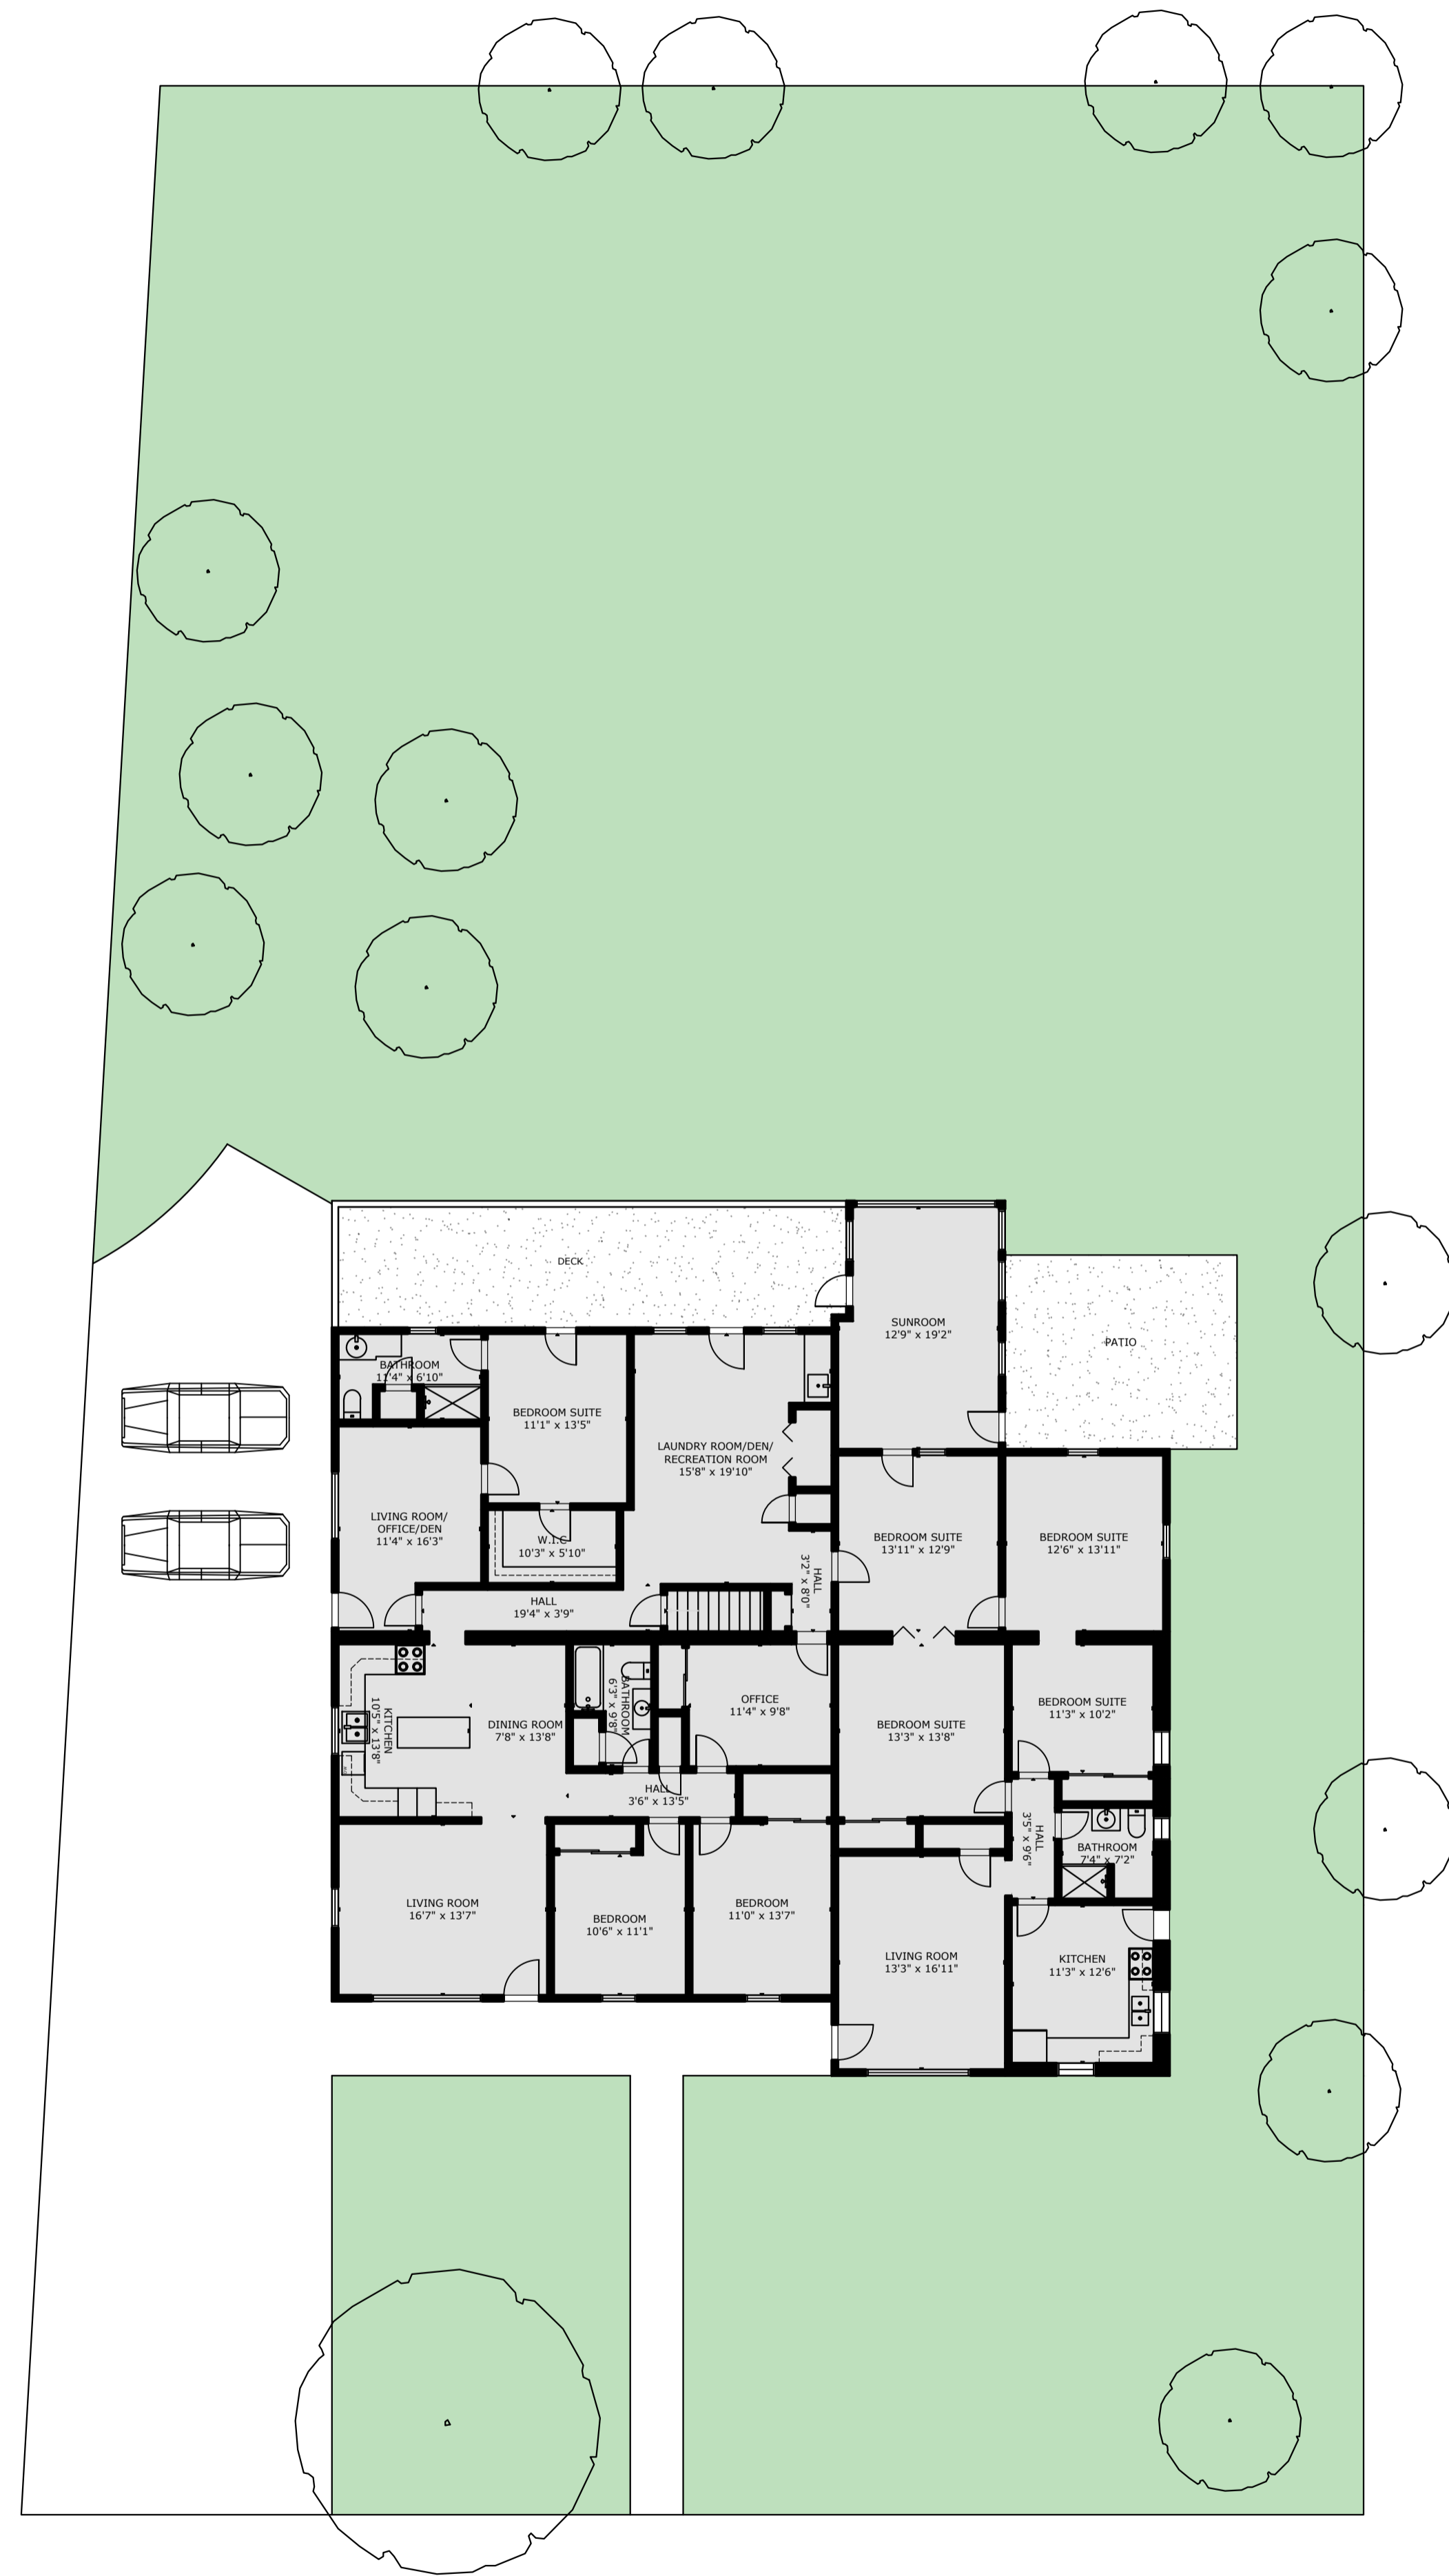 DECK
SUNROOM
12'9" x 19'2"
PATIO
BATHROOM
11'4" x 6'10"
BEDROOM SUITE
11'1" x 13'5"
LAUNDRY ROOM/DEN/
RECREATION ROOM
15'8" x 19'10"
LIVING ROOM/
OFFICE/DEN
11'4" x 16'3"
W.I.C
10'3" x 5'10"
BEDROOM SUITE
13'11" x 12'9"
BEDROOM SUITE
12'6" x 13'11"
HALL
3'2" x 8'0"
HALL
19'4" x 3'9"
KITCHEN
10'5" x 13'8"
DINING ROOM
7'8" x 13'8"
BATHROOM
6'3" x 9'8"
OFFICE
11'4" x 9'8"
BEDROOM SUITE
13'3" x 13'8"
BEDROOM SUITE
11'3" x 10'2"
HALL
3'6" x 13'5"
HALL
3'5" x 9'6"
BATHROOM
7'4" x 7'2"
LIVING ROOM
16'7" x 13'7"
BEDROOM
10'6" x 11'1"
BEDROOM
11'0" x 13'7"
LIVING ROOM
13'3" x 16'11"
KITCHEN
11'3" x 12'6"